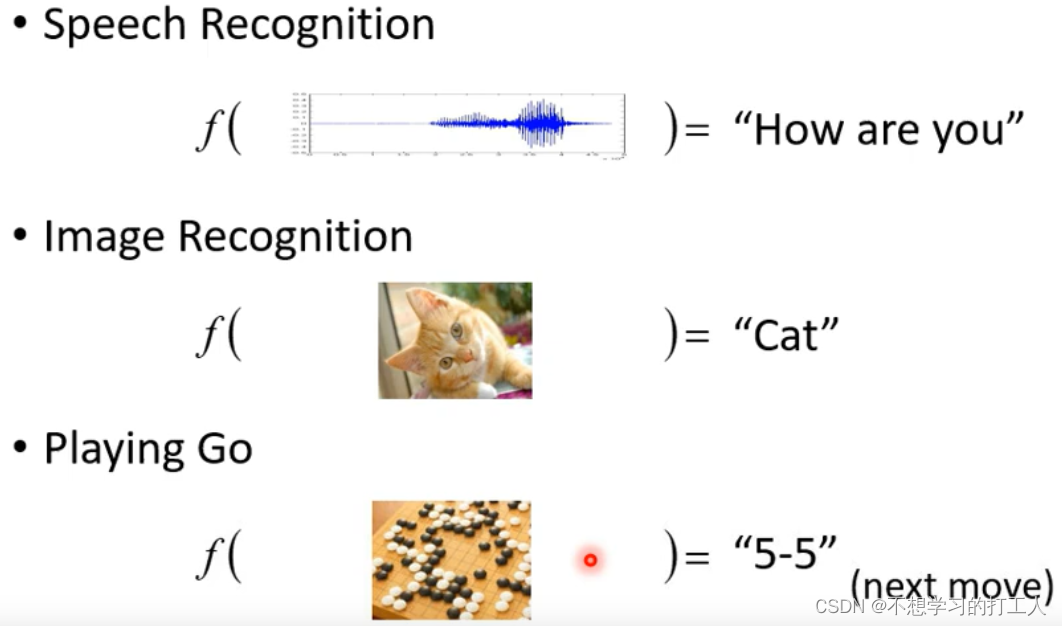 • Speech Recognition
f( )= “How are you”
• Image Recognition
f( )= “Cat”
• Playing Go
f( )= “5-5”
(next move)
CSDN @不想学习的打工人